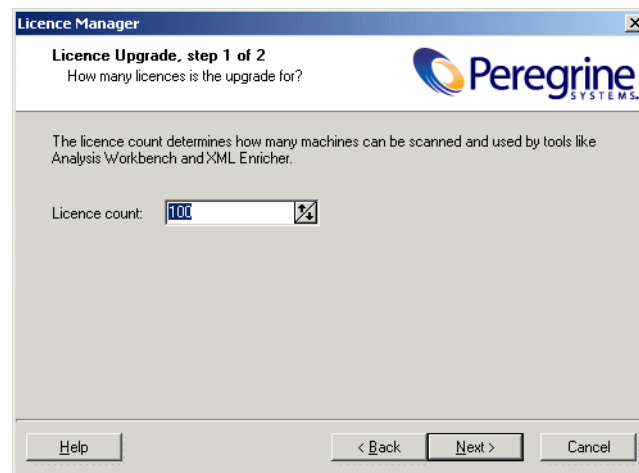 Licence Manager
Licence Upgrade, step 1 of 2
How many licences is the upgrade for?
Peregrine
SYSTEMS
The licence count determines how many machines can be scanned and used by tools like
Analysis Workbench and XML Enricher.
Licence count: 100
Help < Back Next > Cancel